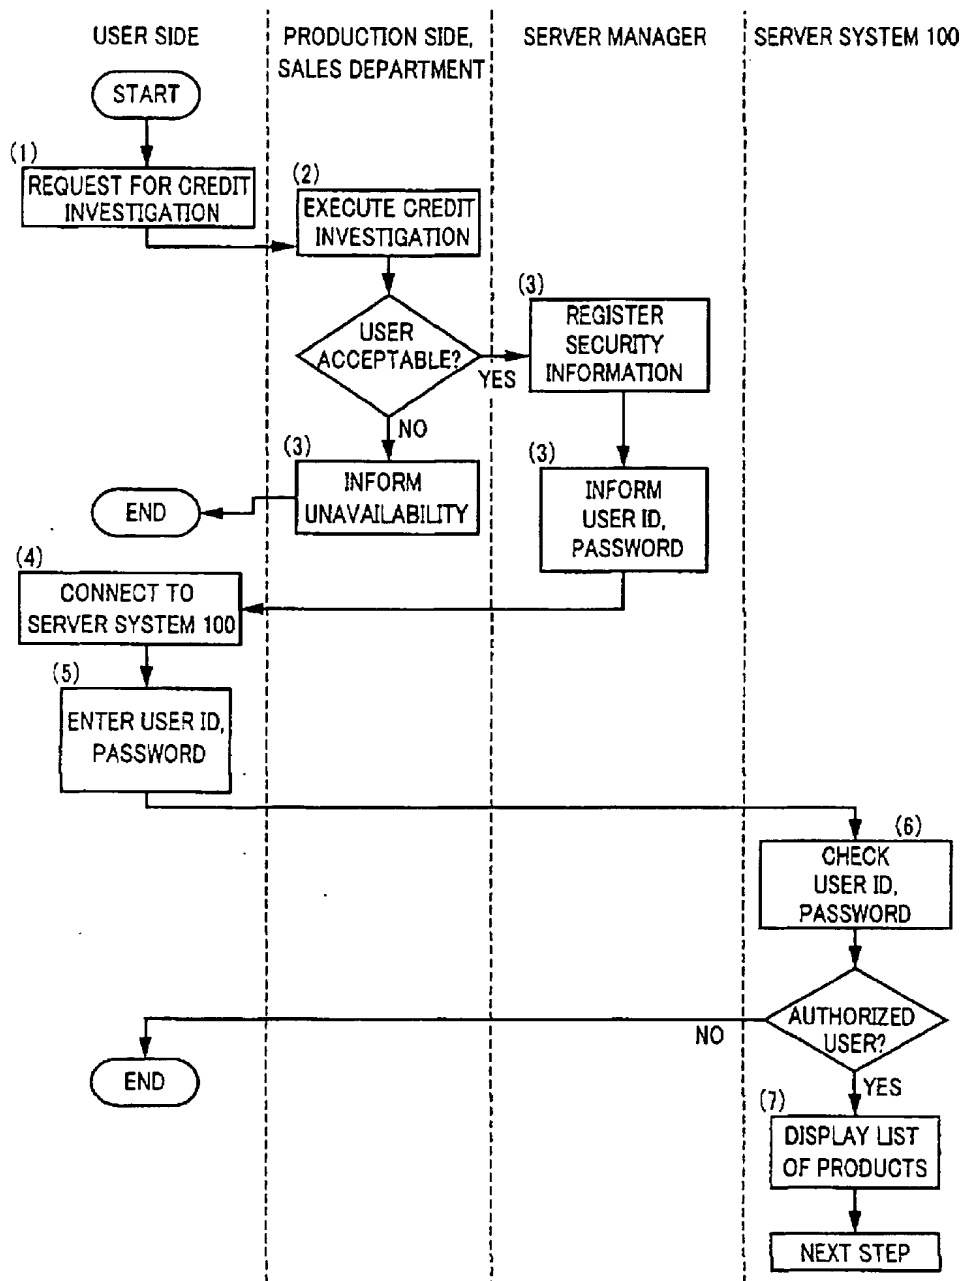 USER SIDE
PRODUCTION SIDE,
SALES DEPARTMENT
SERVER MANAGER
SERVER SYSTEM 100
START
(1)
REQUEST FOR CREDIT
INVESTIGATION
(2)
EXECUTE CREDIT
INVESTIGATION
USER
ACCEPTABLE?
YES
(3)
REGISTER
SECURITY
INFORMATION
NO
(3)
INFORM
UNAVAILABILITY
END
(3)
INFORM
USER ID,
PASSWORD
(4)
CONNECT TO
SERVER SYSTEM 100
(5)
ENTER USER ID,
PASSWORD
(6)
CHECK
USER ID,
PASSWORD
AUTHORIZED
USER?
NO
END
YES
(7)
DISPLAY LIST
OF PRODUCTS
NEXT STEP